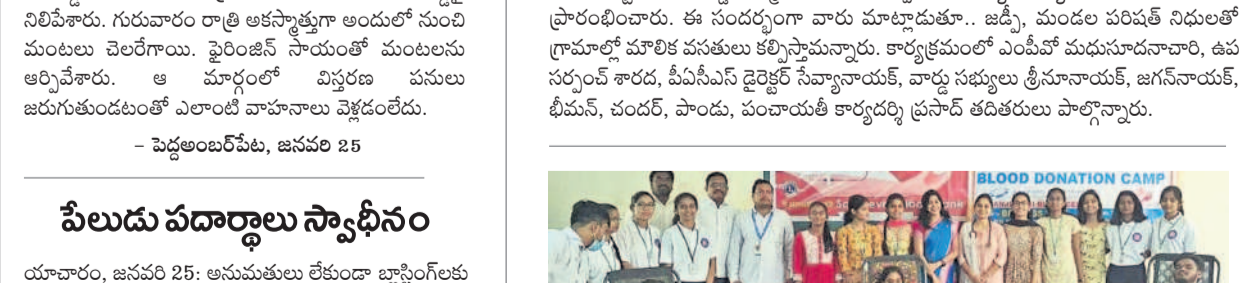 నిలిపేశారు. గురువారం రాత్రి అకస్మాత్తుగా అందులో నుంచి
మంటలు చెలరేగాయి. ఫైరింజిన్ సాయంతో మంటలను
ఆర్పివేశారు. ఆ మార్గంలో విస్తరణ పనులు
జరుగుతుండటంతో ఎలాంటి వాహనాలు వెళ్లడంలేదు.
– పెద్దఅంబర్‌పేట, జనవరి 25
పేలుడు పదార్థాలు స్వాధీనం
యాచారం, జనవరి 25: అనుమతులు లేకుండా బ్లాస్టింగ్‌లకు
ప్రారంభించారు. ఈ సందర్భంగా వారు మాట్లాడుతూ.. జడ్పీ, మండల పరిషత్ నిధులతో
గ్రామాల్లో మౌలిక వసతులు కల్పిస్తామన్నారు. కార్యక్రమంలో ఎంపీవో మధుసూదనాచారి, ఉప
సర్పంచ్ శారద, పీఏసీఎస్ డైరెక్టర్ సేవ్యానాయక్, వార్డు సభ్యులు శ్రీనూనాయక్, జగన్‌నాయక్,
భీమన్, చందర్, పాండు, పంచాయతీ కార్యదర్శి ప్రసాద్ తదితరులు పాల్గొన్నారు.
BLOOD DONATION CAMP